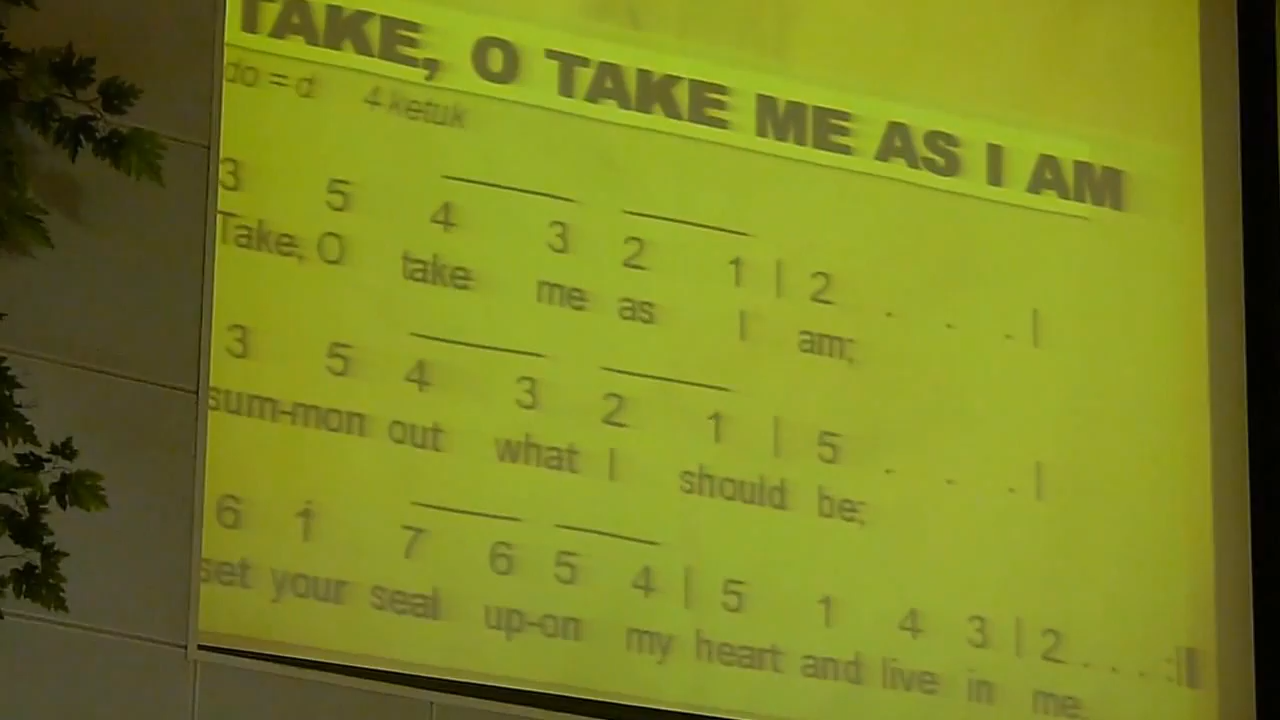 TAKE, O TAKE ME AS I AM
do = d 4 ketuk
3 5 4 3 2 1 | 2 . . . |
Take, O take me as I am;
3 5 4 3 2 1 | 5 . . . |
sum-mon out what I should be;
6 1̇ 7 6 5 4 | 5 1 4 3 | 2 . . . :||
set your seal up-on my heart and live in me